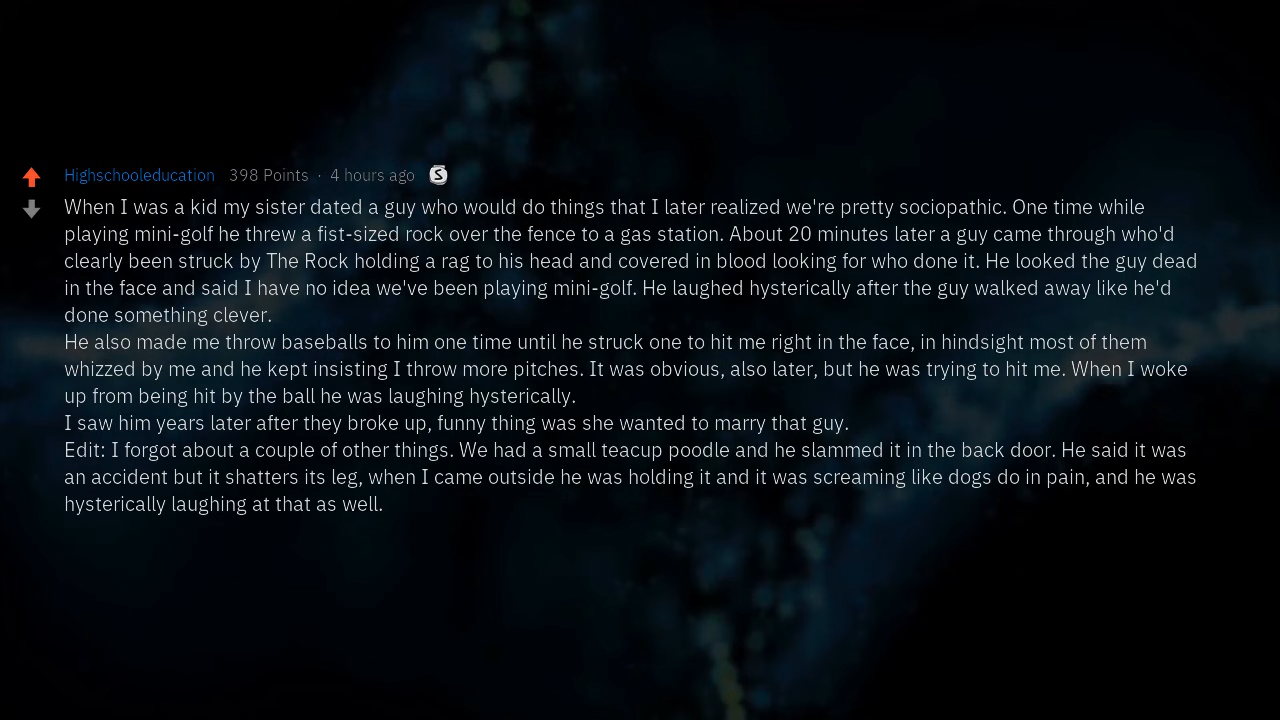 Highschooleducation 398 Points · 4 hours ago S
When I was a kid my sister dated a guy who would do things that I later realized we're pretty sociopathic. One time while
playing mini-golf he threw a fist-sized rock over the fence to a gas station. About 20 minutes later a guy came through who'd
clearly been struck by The Rock holding a rag to his head and covered in blood looking for who done it. He looked the guy dead
in the face and said I have no idea we've been playing mini-golf. He laughed hysterically after the guy walked away like he'd
done something clever.
He also made me throw baseballs to him one time until he struck one to hit me right in the face, in hindsight most of them
whizzed by me and he kept insisting I throw more pitches. It was obvious, also later, but he was trying to hit me. When I woke
up from being hit by the ball he was laughing hysterically.
I saw him years later after they broke up, funny thing was she wanted to marry that guy.
Edit: I forgot about a couple of other things. We had a small teacup poodle and he slammed it in the back door. He said it was
an accident but it shatters its leg, when I came outside he was holding it and it was screaming like dogs do in pain, and he was
hysterically laughing at that as well.